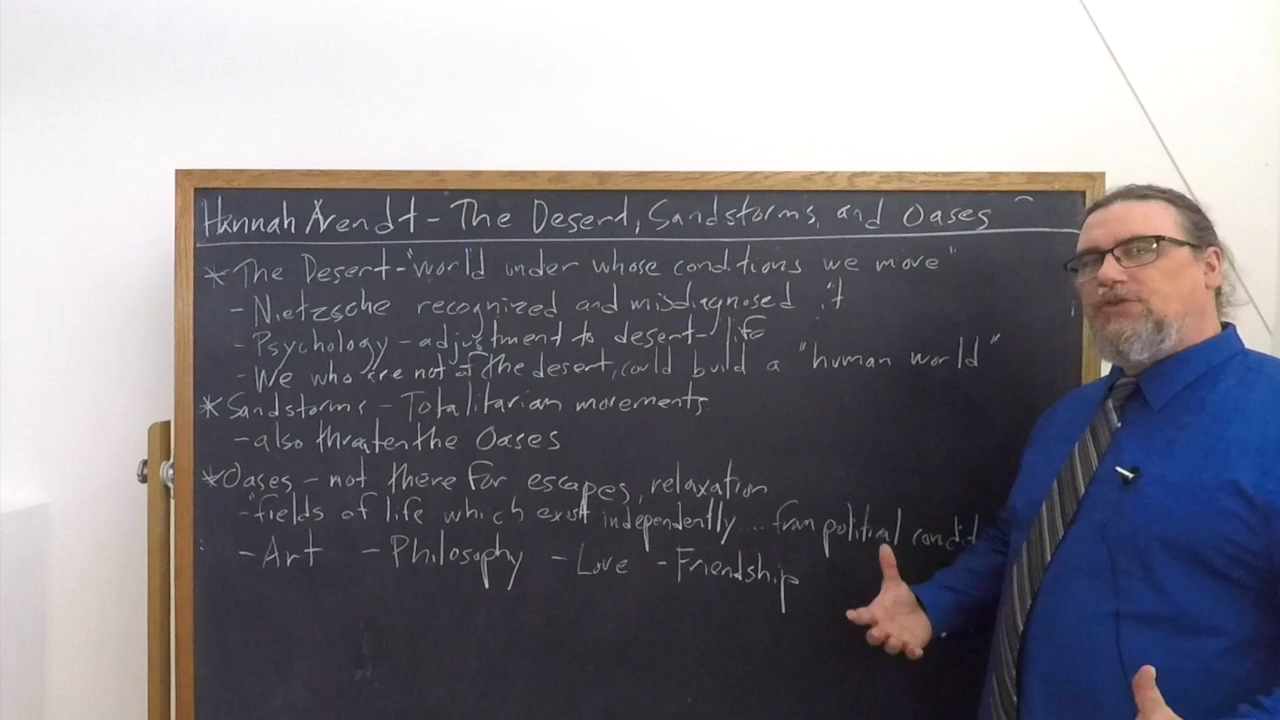 Hannah Arendt - The Desert, Sandstorms, and Oases
* The Desert - "world under whose conditions we move"
- Nietzsche recognized and misdiagnosed it
- Psychology - adjustment to desert-life
- We who are not of the desert, could build a "human world"
* Sandstorms - Totalitarian movements
- also threaten the Oases
* Oases - not there for escapes, relaxation
- "fields of life which exist independently.... from political condit
- Art - Philosophy - Love - Friendship